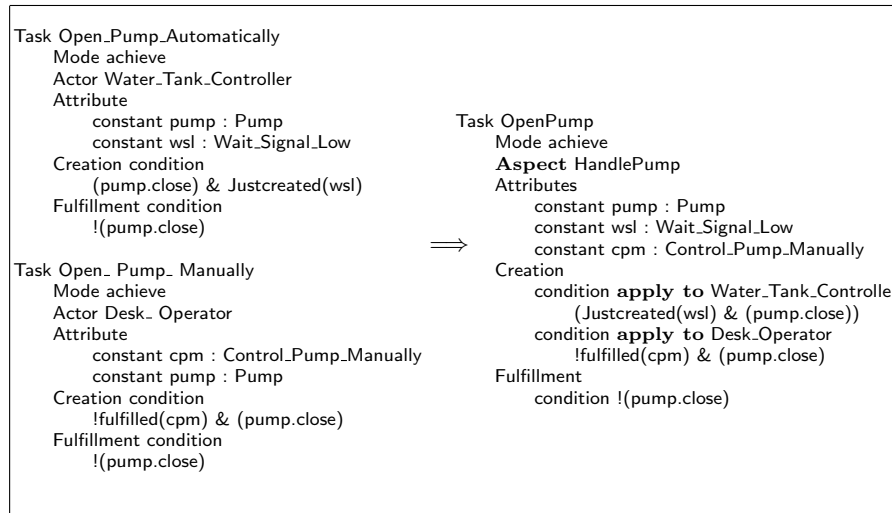 Task Open_Pump_Automatically
Mode achieve
Actor Water_Tank_Controller
Attribute
constant pump : Pump
constant wsl : Wait_Signal_Low
Creation condition
(pump.close) & Justcreated(wsl)
Fulfillment condition
!(pump.close)
Task Open_ Pump_ Manually
Mode achieve
Actor Desk_ Operator
Attribute
constant cpm : Control_Pump_Manually
constant pump : Pump
Creation condition
!fulfilled(cpm) & (pump.close)
Fulfillment condition
!(pump.close)
⟹
Task OpenPump
Mode achieve
Aspect HandlePump
Attributes
constant pump : Pump
constant wsl : Wait_Signal_Low
constant cpm : Control_Pump_Manually
Creation
condition apply to Water_Tank_Controlle
(Justcreated(wsl) & (pump.close))
condition apply to Desk_Operator
!fulfilled(cpm) & (pump.close)
Fulfillment
condition !(pump.close)